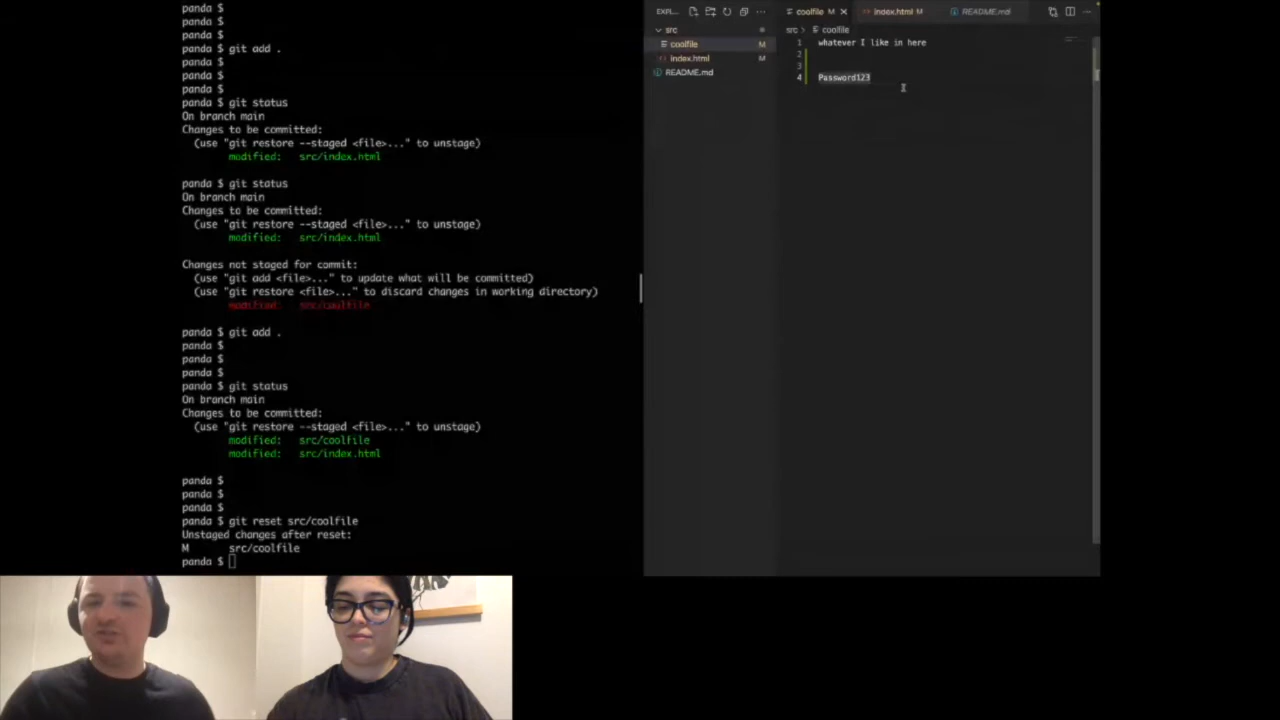 panda $
panda $
panda $
panda $ git add .
panda $
panda $
panda $
panda $ git status
On branch main
Changes to be committed:
(use "git restore --staged <file>..." to unstage)
modified: src/index.html
panda $ git status
On branch main
Changes to be committed:
(use "git restore --staged <file>..." to unstage)
modified: src/index.html
Changes not staged for commit:
(use "git add <file>..." to update what will be committed)
(use "git restore <file>..." to discard changes in working directory)
modified: src/coolfile
panda $ git add .
panda $
panda $
panda $
panda $ git status
On branch main
Changes to be committed:
(use "git restore --staged <file>..." to unstage)
modified: src/coolfile
modified: src/index.html
panda $
panda $
panda $
panda $ git reset src/coolfile
Unstaged changes after reset:
M src/coolfile
panda $
EXPL...
src
coolfile M
index.html M
README.md
coolfile M
index.html M
README.md
src > coolfile
1 whatever I like in here
2
3
4 Password123